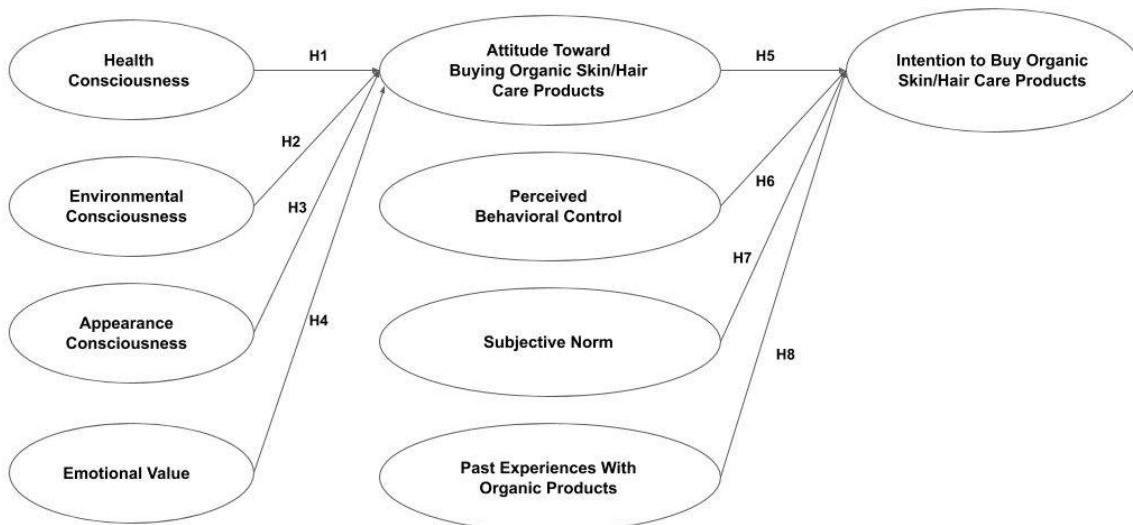 Health
Consciousness
H1
Attitude Toward
Buying Organic Skin/Hair
Care Products
H5
Intention to Buy Organic
Skin/Hair Care Products
H2
Environmental
Consciousness
H3
Perceived
Behavioral Control
H6
H7
Appearance
Consciousness
H4
Subjective Norm
H8
Emotional Value
Past Experiences With
Organic Products